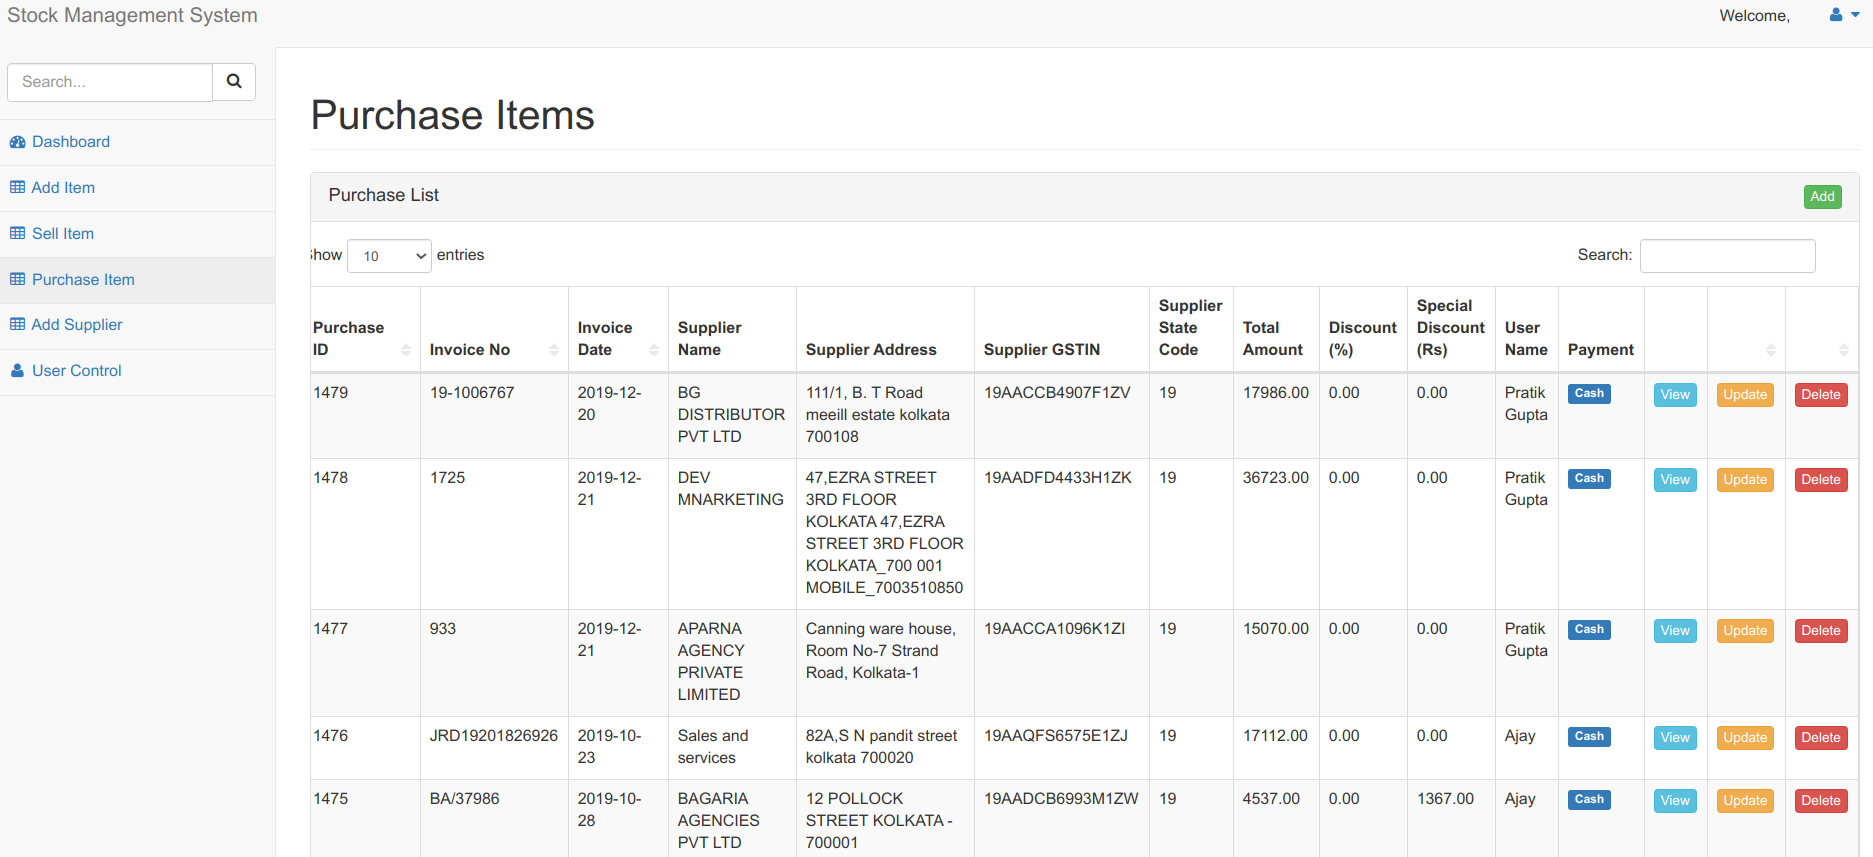 Stock Management System
Welcome,
Search...
Dashboard
Add Item
Sell Item
Purchase Item
Add Supplier
User Control
Purchase Items
Purchase List
Add
how 10 entries
Search:
Purchase ID Invoice No Invoice Date Supplier Name Supplier Address Supplier GSTIN Supplier State Code Total Amount Discount (%) Special Discount (Rs) User Name Payment
1479 19-1006767 2019-12-20 BG DISTRIBUTOR PVT LTD 111/1, B. T Road meeill estate kolkata 700108 19AACCB4907F1ZV 19 17986.00 0.00 0.00 Pratik Gupta Cash View Update Delete
1478 1725 2019-12-21 DEV MNARKETING 47,EZRA STREET 3RD FLOOR KOLKATA 47,EZRA STREET 3RD FLOOR KOLKATA_700 001 MOBILE_7003510850 19AADFD4433H1ZK 19 36723.00 0.00 0.00 Pratik Gupta Cash View Update Delete
1477 933 2019-12-21 APARNA AGENCY PRIVATE LIMITED Canning ware house, Room No-7 Strand Road, Kolkata-1 19AACCA1096K1ZI 19 15070.00 0.00 0.00 Pratik Gupta Cash View Update Delete
1476 JRD19201826926 2019-10-23 Sales and services 82A,S N pandit street kolkata 700020 19AAQFS6575E1ZJ 19 17112.00 0.00 0.00 Ajay Cash View Update Delete
1475 BA/37986 2019-10-28 BAGARIA AGENCIES PVT LTD 12 POLLOCK STREET KOLKATA - 700001 19AADCB6993M1ZW 19 4537.00 0.00 1367.00 Ajay Cash View Update Delete